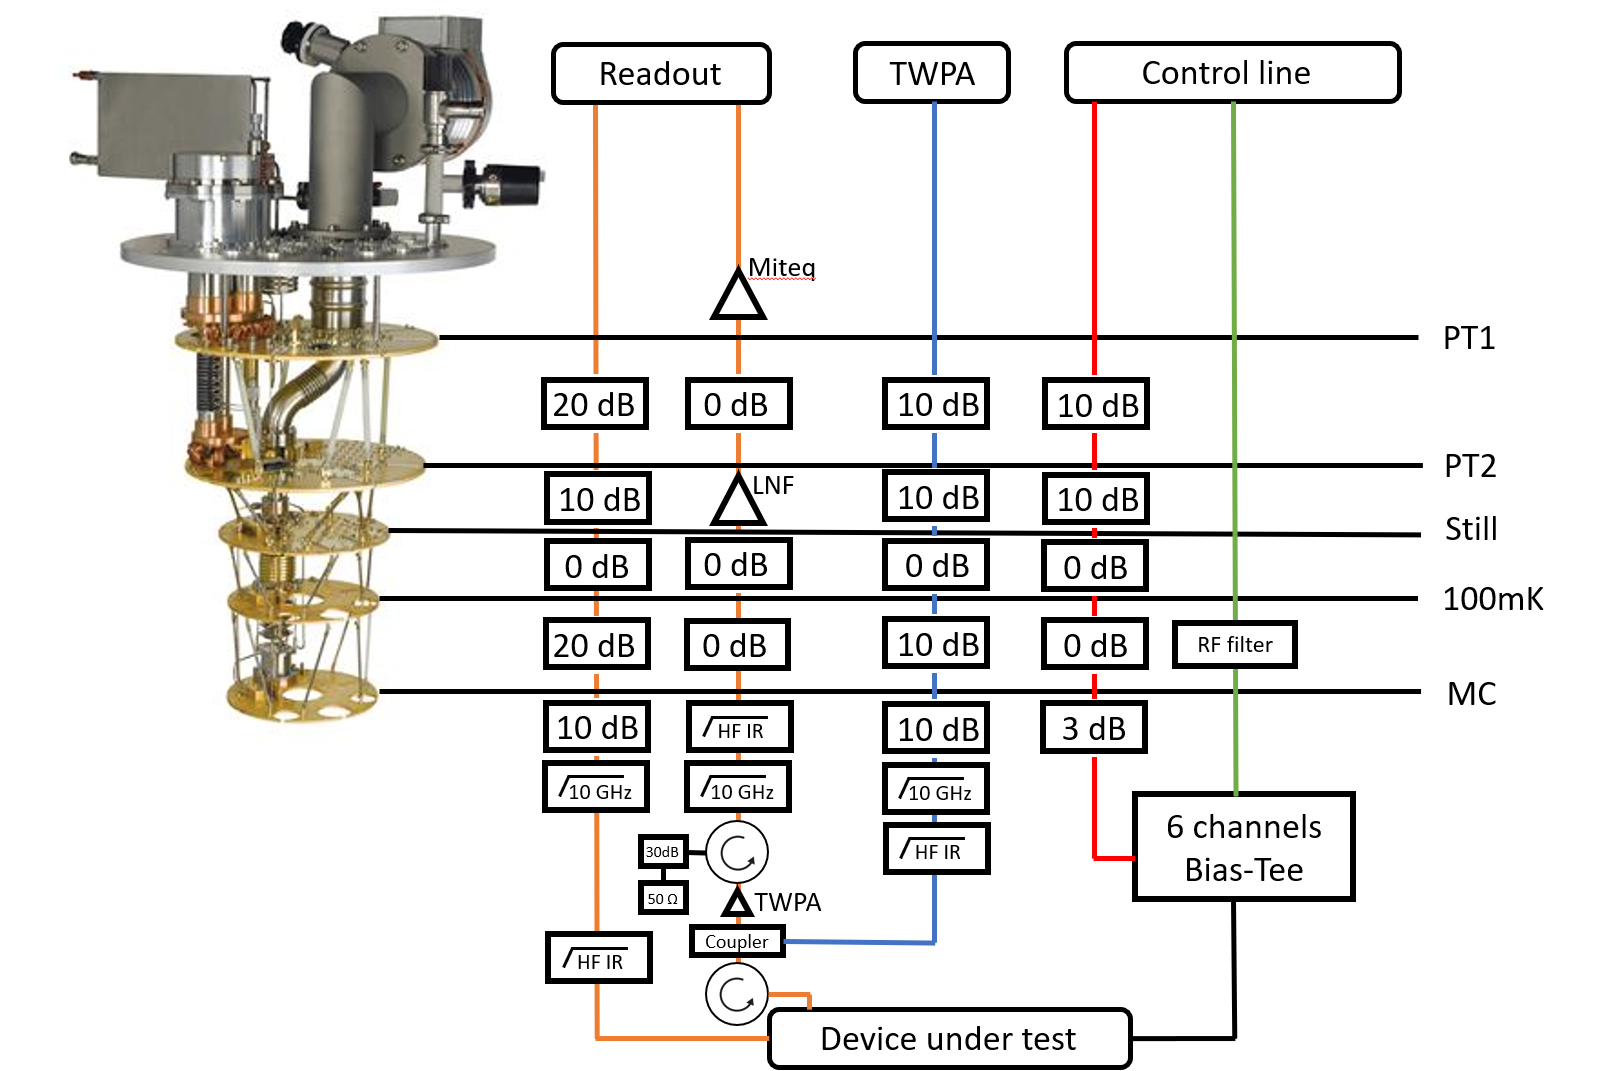 Readout
TWPA
Control line
Miteq
PT1
20 dB
0 dB
10 dB
10 dB
PT2
10 dB
LNF
10 dB
10 dB
Still
0 dB
0 dB
0 dB
0 dB
100mK
20 dB
0 dB
10 dB
0 dB
RF filter
MC
10 dB
HF IR
10 dB
3 dB
10 GHz
10 GHz
10 GHz
6 channels
Bias-Tee
30dB
HF IR
50 Ω
TWPA
Coupler
HF IR
Device under test